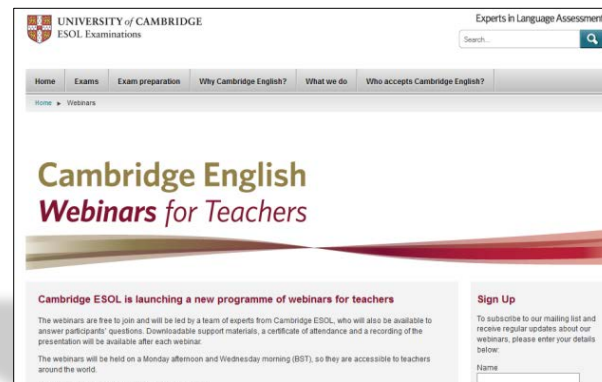 UNIVERSITY of CAMBRIDGE
ESOL Examinations
Experts in Language Assessment
Search...
Home Exams Exam preparation Why Cambridge English? What we do Who accepts Cambridge English?
Home ▸ Webinars
Cambridge English
Webinars for Teachers
Cambridge ESOL is launching a new programme of webinars for teachers
The webinars are free to join and will be led by a team of experts from Cambridge ESOL, who will also be available to
answer participants' questions. Downloadable support materials, a certificate of attendance and a recording of the
presentation will be available after each webinar.
The webinars will be held on a Monday afternoon and Wednesday morning (BST), so they are accessible to teachers
around the world.
Sign Up
To subscribe to our mailing list and
receive regular updates about our
webinars, please enter your details
below:
Name